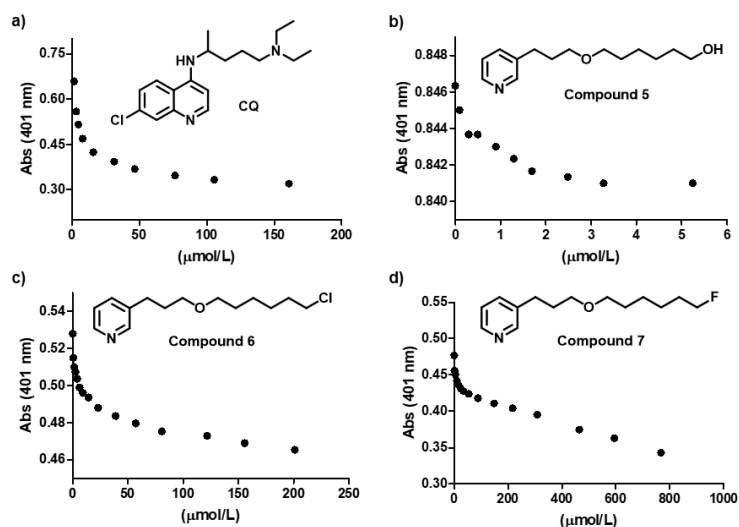 a)
Abs (401 nm)
0.75
0.60
0.45
0.30
0
50
100
150
200
(µmol/L)
HN
N
Cl
N
CQ
b)
Abs (401 nm)
0.848
0.846
0.844
0.842
0.840
0
1
2
3
4
5
6
(µmol/L)
N
O
OH
Compound 5
c)
Abs (401 nm)
0.54
0.52
0.50
0.48
0.46
0
50
100
150
200
250
(µmol/L)
N
O
Cl
Compound 6
d)
Abs (401 nm)
0.55
0.50
0.45
0.40
0.35
0.30
0
200
400
600
800
1000
(µmol/L)
N
O
F
Compound 7